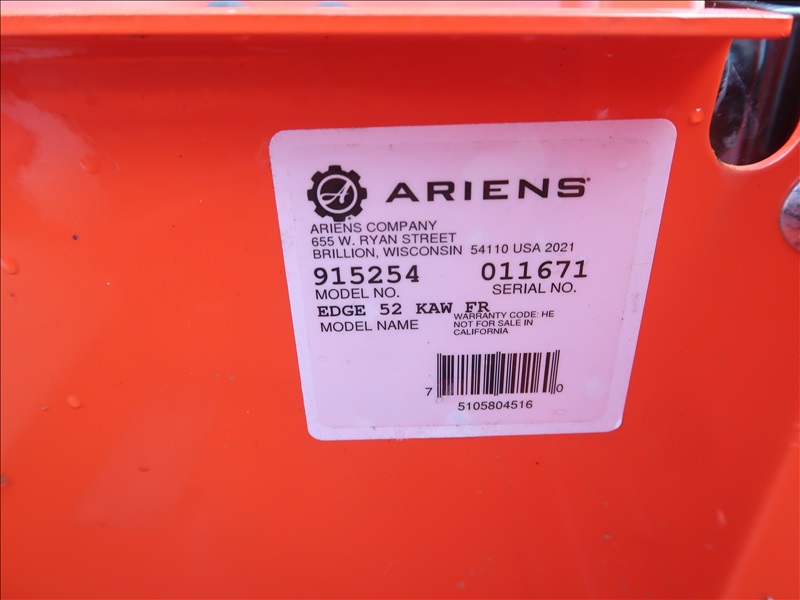 A ARIENS
ARIENS COMPANY
655 W. RYAN STREET
BRILLION, WISCONSIN 54110 USA 2021
915254 011671
MODEL NO. SERIAL NO.
EDGE 52 KAW FR
MODEL NAME
WARRANTY CODE: HE
NOT FOR SALE IN
CALIFORNIA
7 0
5105804516